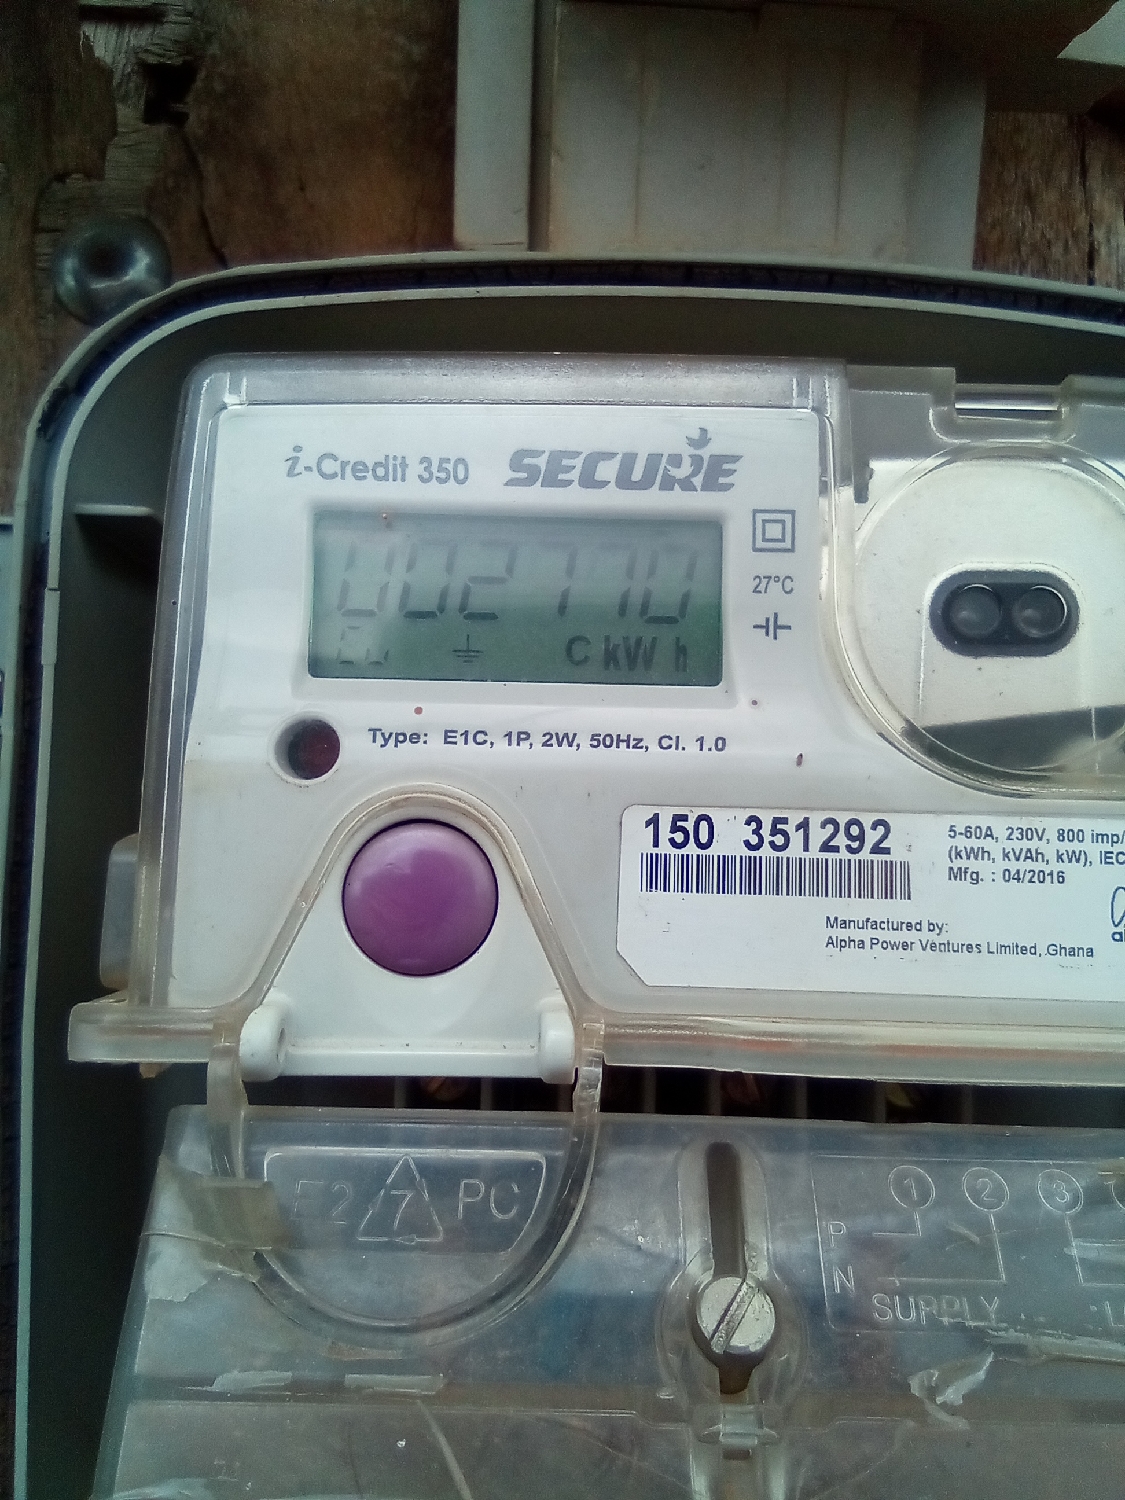 i-Credit 350 SECURE
002770
C kW h
27°C
Type: E1C, 1P, 2W, 50Hz, Cl. 1.0
150 351292
5-60A, 230V, 800 imp/
(kWh, kVAh, kW), IEC
Mfg. : 04/2016
Manufactured by:
Alpha Power Ventures Limited, Ghana
E2 7 PC
1 2 3
P
N
SUPPLY